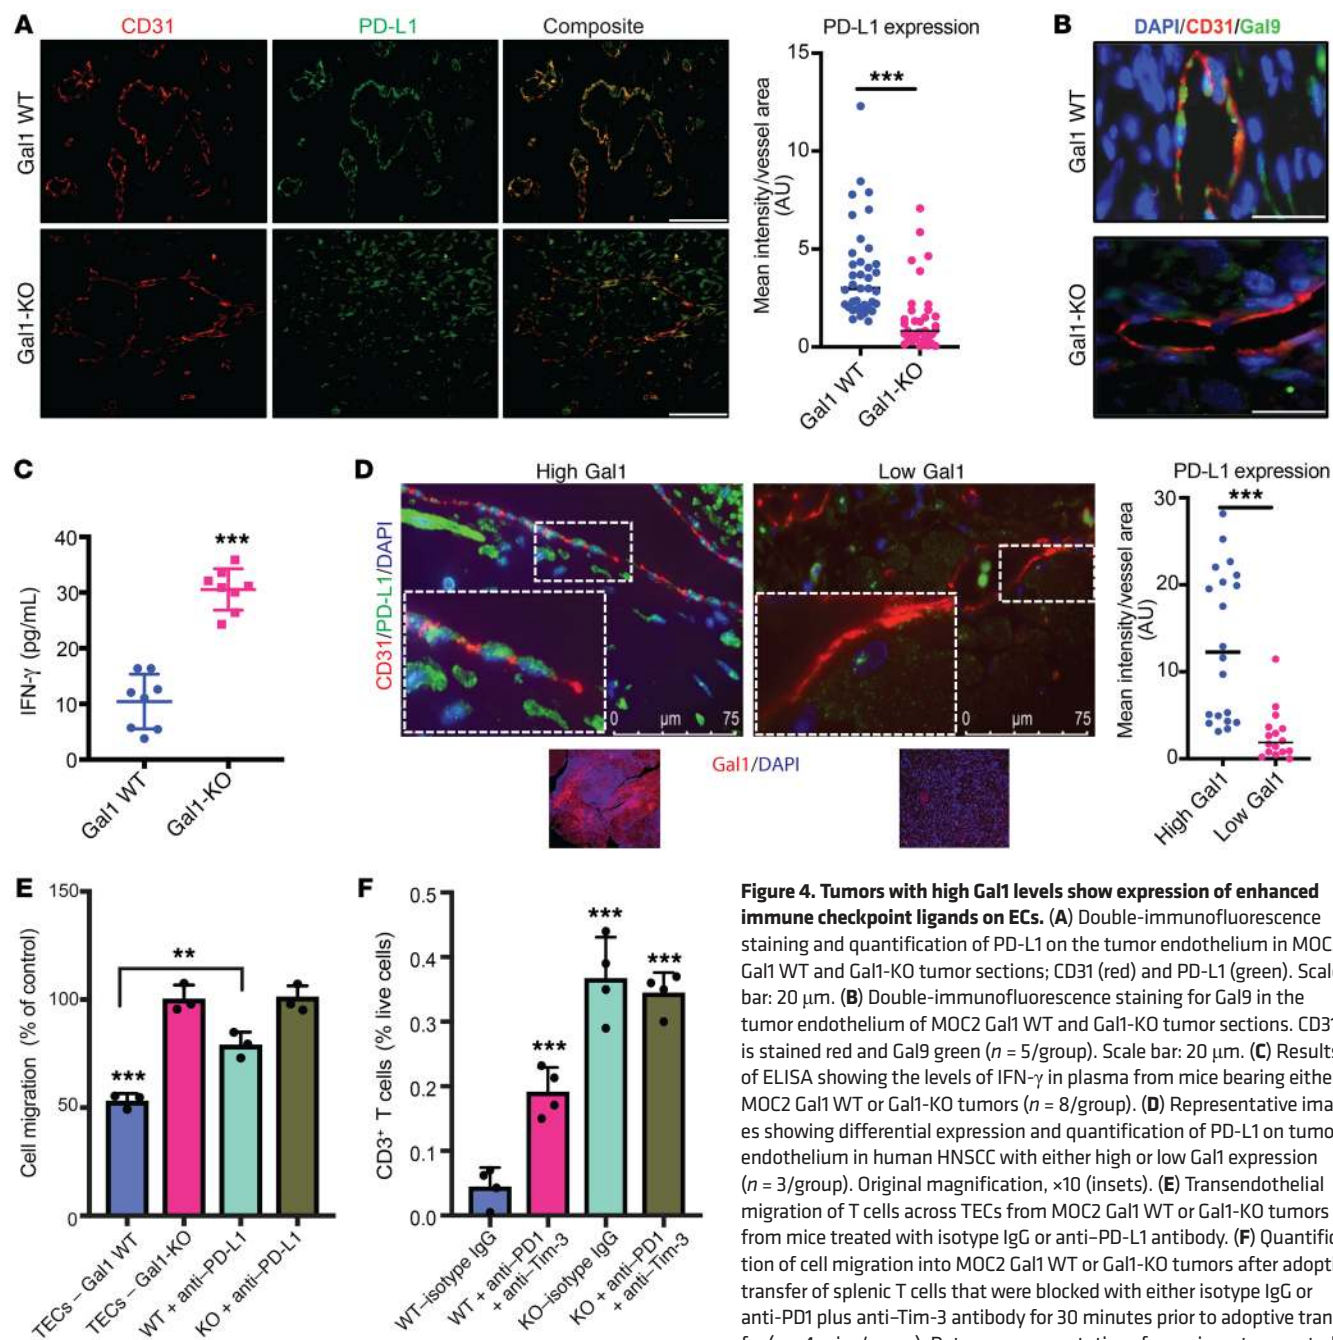 A
CD31
PD-L1
Composite
Gal1 WT
Gal1-KO
PD-L1 expression
Mean intensity/vessel area
(AU)
15
10
5
0
***
Gal1 WT
Gal1-KO
B
DAPI/CD31/Gal9
Gal1 WT
Gal1-KO
C
IFN-γ (pg/mL)
40
30
20
10
0
***
Gal1 WT
Gal1-KO
D
High Gal1
Low Gal1
CD31/PD-L1/DAPI
0 µm 75
0 µm 75
Gal1/DAPI
PD-L1 expression
Mean intensity/vessel area
(AU)
30
20
10
0
***
High Gal1
Low Gal1
E
Cell migration (% of control)
150
100
50
0
***
**
TECs – Gal1 WT
TECs – Gal1-KO
WT + anti–PD-L1
KO + anti–PD-L1
F
CD3⁺ T cells (% live cells)
0.5
0.4
0.3
0.2
0.1
0.0
***
***
***
WT–isotype IgG
WT + anti–PD1
+ anti–Tim-3
KO–isotype IgG
KO + anti–PD1
+ anti–Tim-3
Figure 4. Tumors with high Gal1 levels show expression of enhanced
immune checkpoint ligands on ECs. (A) Double-immunofluorescence
staining and quantification of PD-L1 on the tumor endothelium in MOC
Gal1 WT and Gal1-KO tumor sections; CD31 (red) and PD-L1 (green). Scale
bar: 20 μm. (B) Double-immunofluorescence staining for Gal9 in the
tumor endothelium of MOC2 Gal1 WT and Gal1-KO tumor sections. CD31
is stained red and Gal9 green (n = 5/group). Scale bar: 20 μm. (C) Results
of ELISA showing the levels of IFN-γ in plasma from mice bearing eithe
MOC2 Gal1 WT or Gal1-KO tumors (n = 8/group). (D) Representative ima
es showing differential expression and quantification of PD-L1 on tumo
endothelium in human HNSCC with either high or low Gal1 expression
(n = 3/group). Original magnification, ×10 (insets). (E) Transendothelial
migration of T cells across TECs from MOC2 Gal1 WT or Gal1-KO tumors
from mice treated with isotype IgG or anti–PD-L1 antibody. (F) Quantific
tion of cell migration into MOC2 Gal1 WT or Gal1-KO tumors after adopti
transfer of splenic T cells that were blocked with either isotype IgG or
anti-PD1 plus anti–Tim-3 antibody for 30 minutes prior to adoptive tran